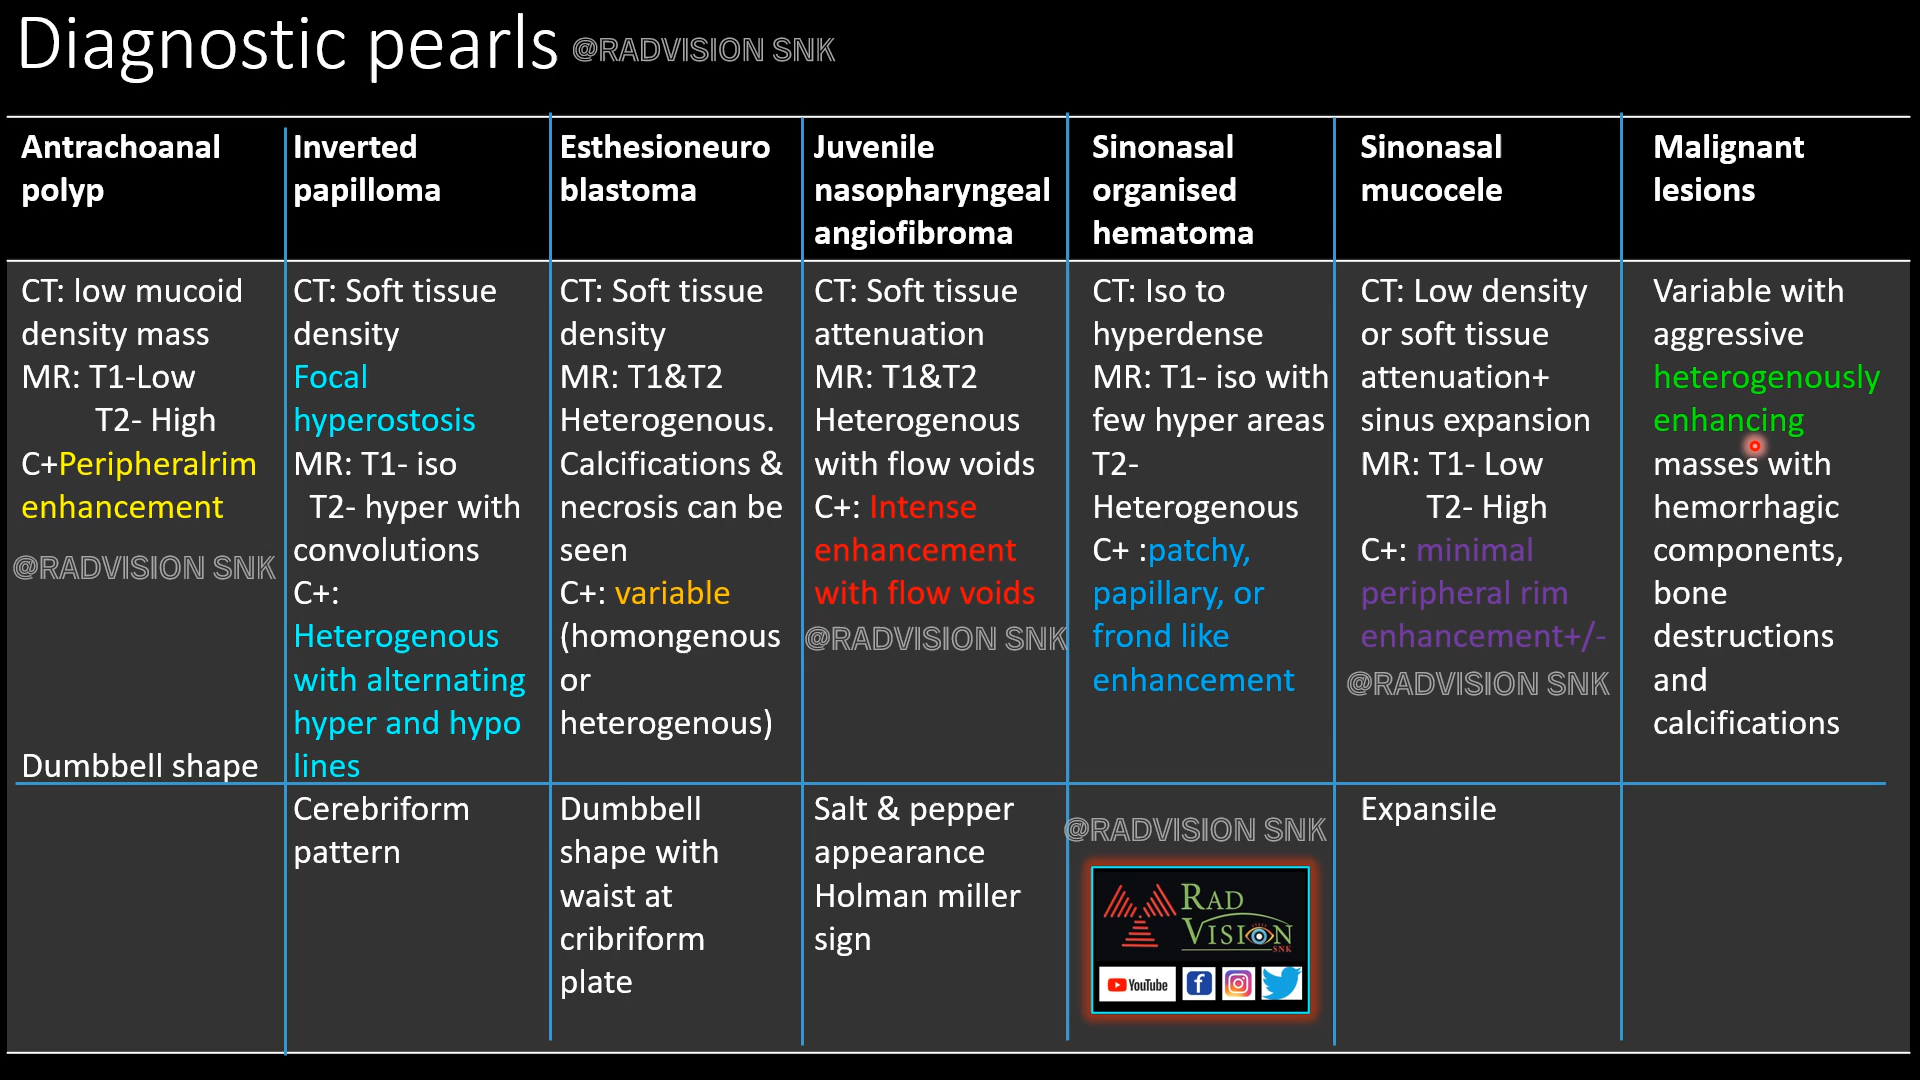 Diagnostic pearls @RADVISION SNK
Antrachoanal
polyp
Inverted
papilloma
Esthesioneuro
blastoma
Juvenile
nasopharyngeal
angiofibroma
Sinonasal
organised
hematoma
Sinonasal
mucocele
Malignant
lesions
CT: low mucoid
density mass
MR: T1-Low
T2- High
C+Peripheralrim
enhancement
@RADVISION SNK
Dumbbell shape
CT: Soft tissue
density
Focal
hyperostosis
MR: T1- iso
T2- hyper with
convolutions
C+:
Heterogenous
with alternating
hyper and hypo
lines
CT: Soft tissue
density
MR: T1&T2
Heterogenous.
Calcifications &
necrosis can be
seen
C+: variable
(homongenous
or
heterogenous)
CT: Soft tissue
attenuation
MR: T1&T2
Heterogenous
with flow voids
C+: Intense
enhancement
with flow voids
@RADVISION SNK
CT: Iso to
hyperdense
MR: T1- iso with
few hyper areas
T2-
Heterogenous
C+ :patchy,
papillary, or
frond like
enhancement
CT: Low density
or soft tissue
attenuation+
sinus expansion
MR: T1- Low
T2- High
C+: minimal
peripheral rim
enhancement+/-
@RADVISION SNK
Variable with
aggressive
heterogenously
enhancing
masses with
hemorrhagic
components,
bone
destructions
and
calcifications
Cerebriform
pattern
Dumbbell
shape with
waist at
cribriform
plate
Salt & pepper
appearance
Holman miller
sign
@RADVISION SNK
RAD
VISION
SNK
YouTube
Expansile